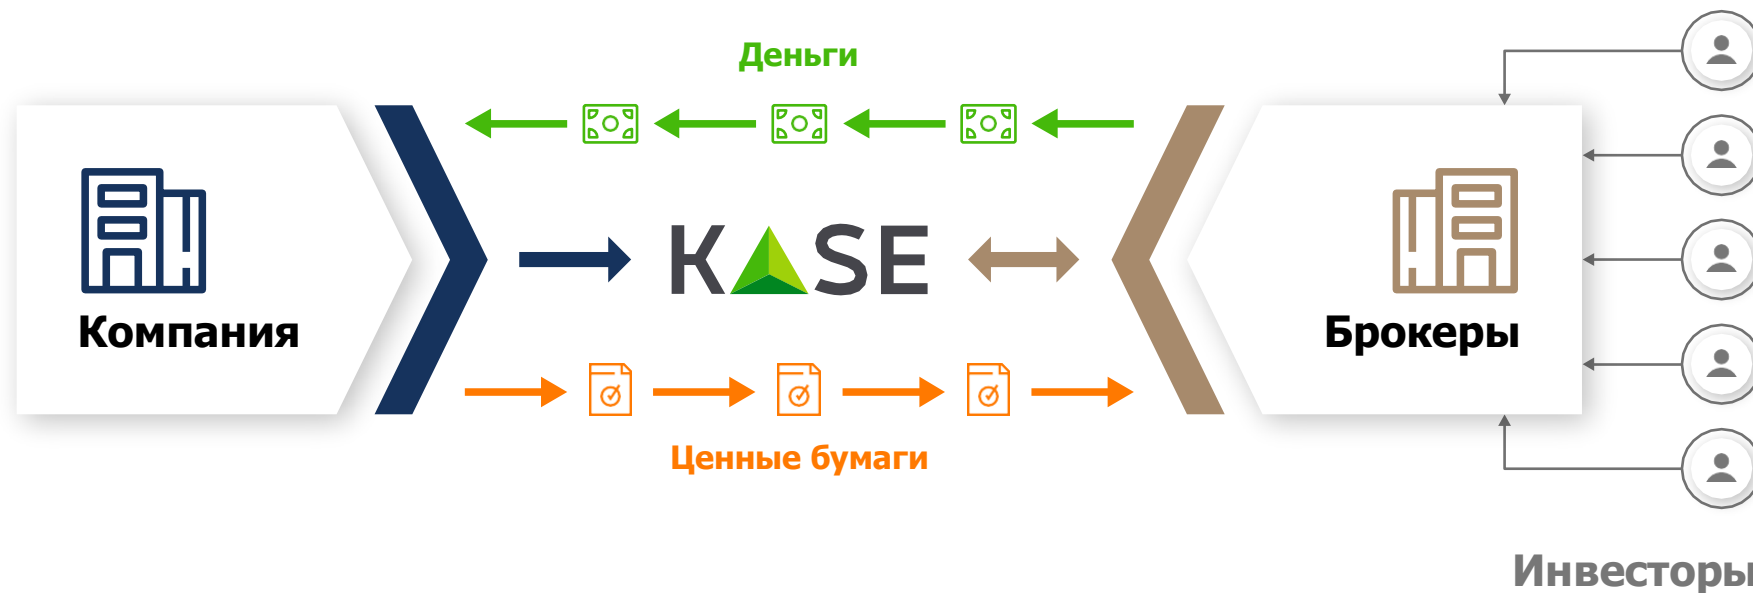 Деньги
KASE
Компания
Брокеры
Ценные бумаги
Инвесторы